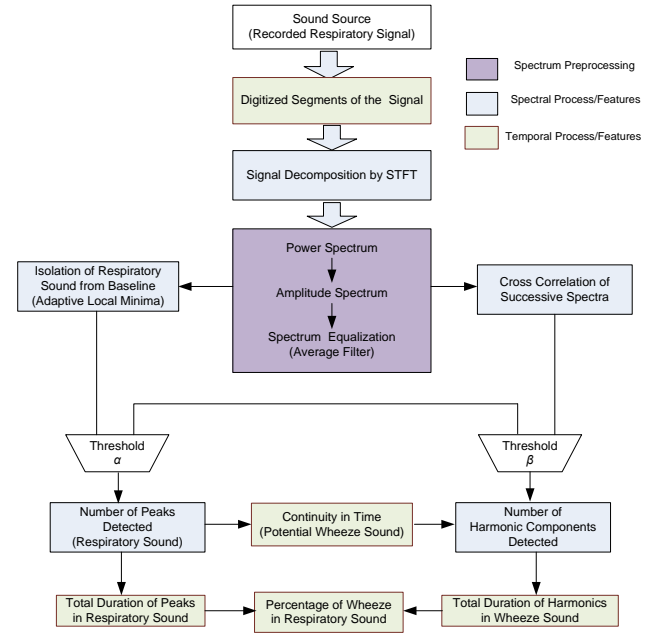 Sound Source
(Recorded Respiratory Signal)
Digitized Segments of the Signal
Signal Decomposition by STFT
Spectrum Preprocessing
Spectral Process/Features
Temporal Process/Features
Power Spectrum
Amplitude Spectrum
Spectrum Equalization
(Average Filter)
Isolation of Respiratory
Sound from Baseline
(Adaptive Local Minima)
Cross Correlation of
Successive Spectra
Threshold
α
Threshold
β
Number of Peaks
Detected
(Respiratory Sound)
Continuity in Time
(Potential Wheeze Sound)
Number of
Harmonic Components
Detected
Total Duration of Peaks
in Respiratory Sound
Percentage of Wheeze
in Respiratory Sound
Total Duration of Harmonics
in Wheeze Sound